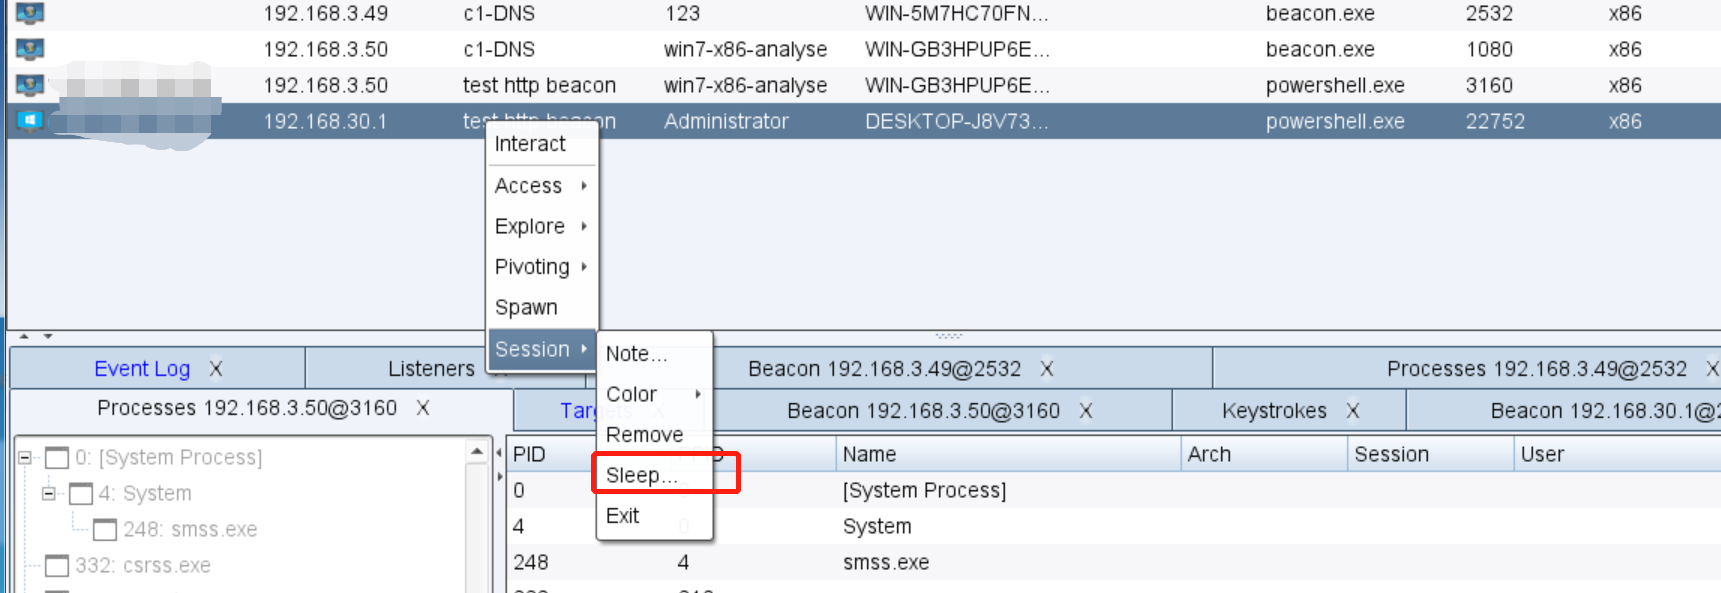 192.168.3.49 c1-DNS 123 WIN-5M7HC70FN... beacon.exe 2532 x86
192.168.3.50 c1-DNS win7-x86-analyse WIN-GB3HPUP6E... beacon.exe 1080 x86
192.168.3.50 test http beacon win7-x86-analyse WIN-GB3HPUP6E... powershell.exe 3160 x86
192.168.30.1 test http beacon Administrator DESKTOP-J8V73... powershell.exe 22752 x86
Interact
Access
Explore
Pivoting
Spawn
Session
Note...
Color
Remove
Sleep...
Exit
Event Log X Listeners Beacon 192.168.3.49@2532 X Processes 192.168.3.49@2532 X
Processes 192.168.3.50@3160 X Beacon 192.168.3.50@3160 X Keystrokes X Beacon 192.168.30.1@2
0: [System Process]
4: System
248: smss.exe
332: csrss.exe
PID Name Arch Session User
0 [System Process]
4 0 System
248 4 smss.exe